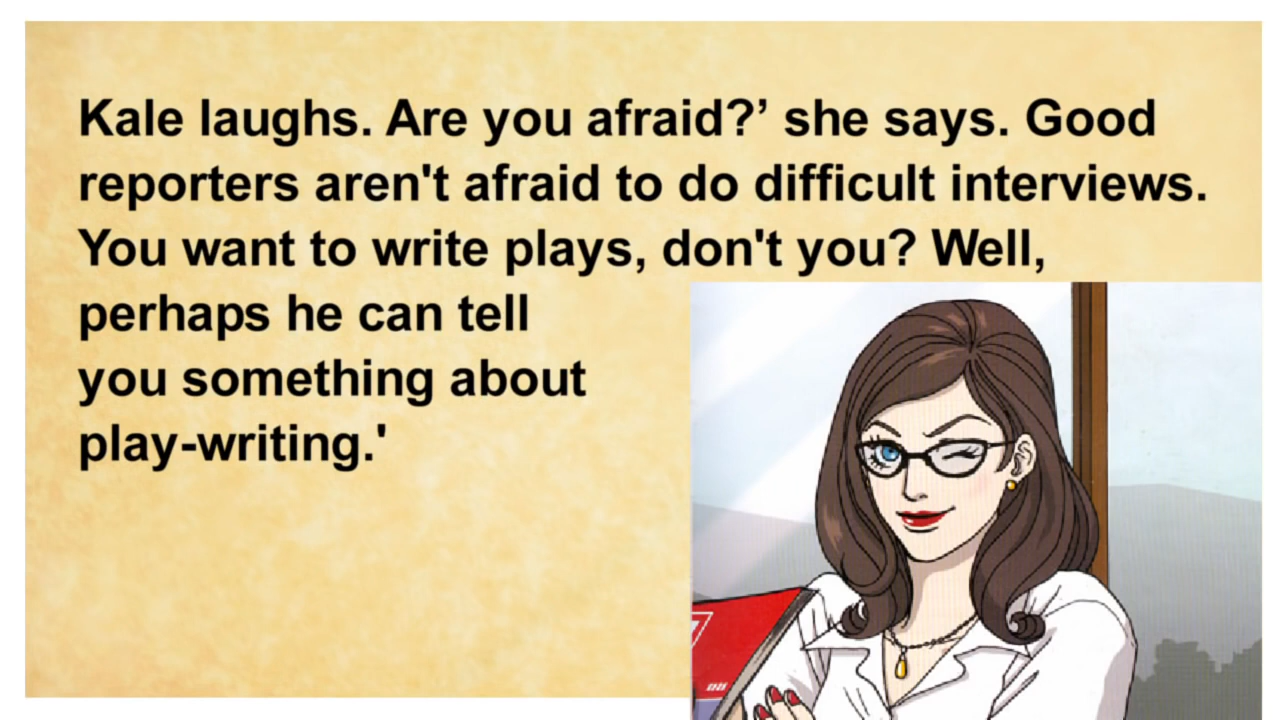 Kale laughs. Are you afraid?’ she says. Good
reporters aren't afraid to do difficult interviews.
You want to write plays, don't you? Well,
perhaps he can tell
you something about
play-writing.'